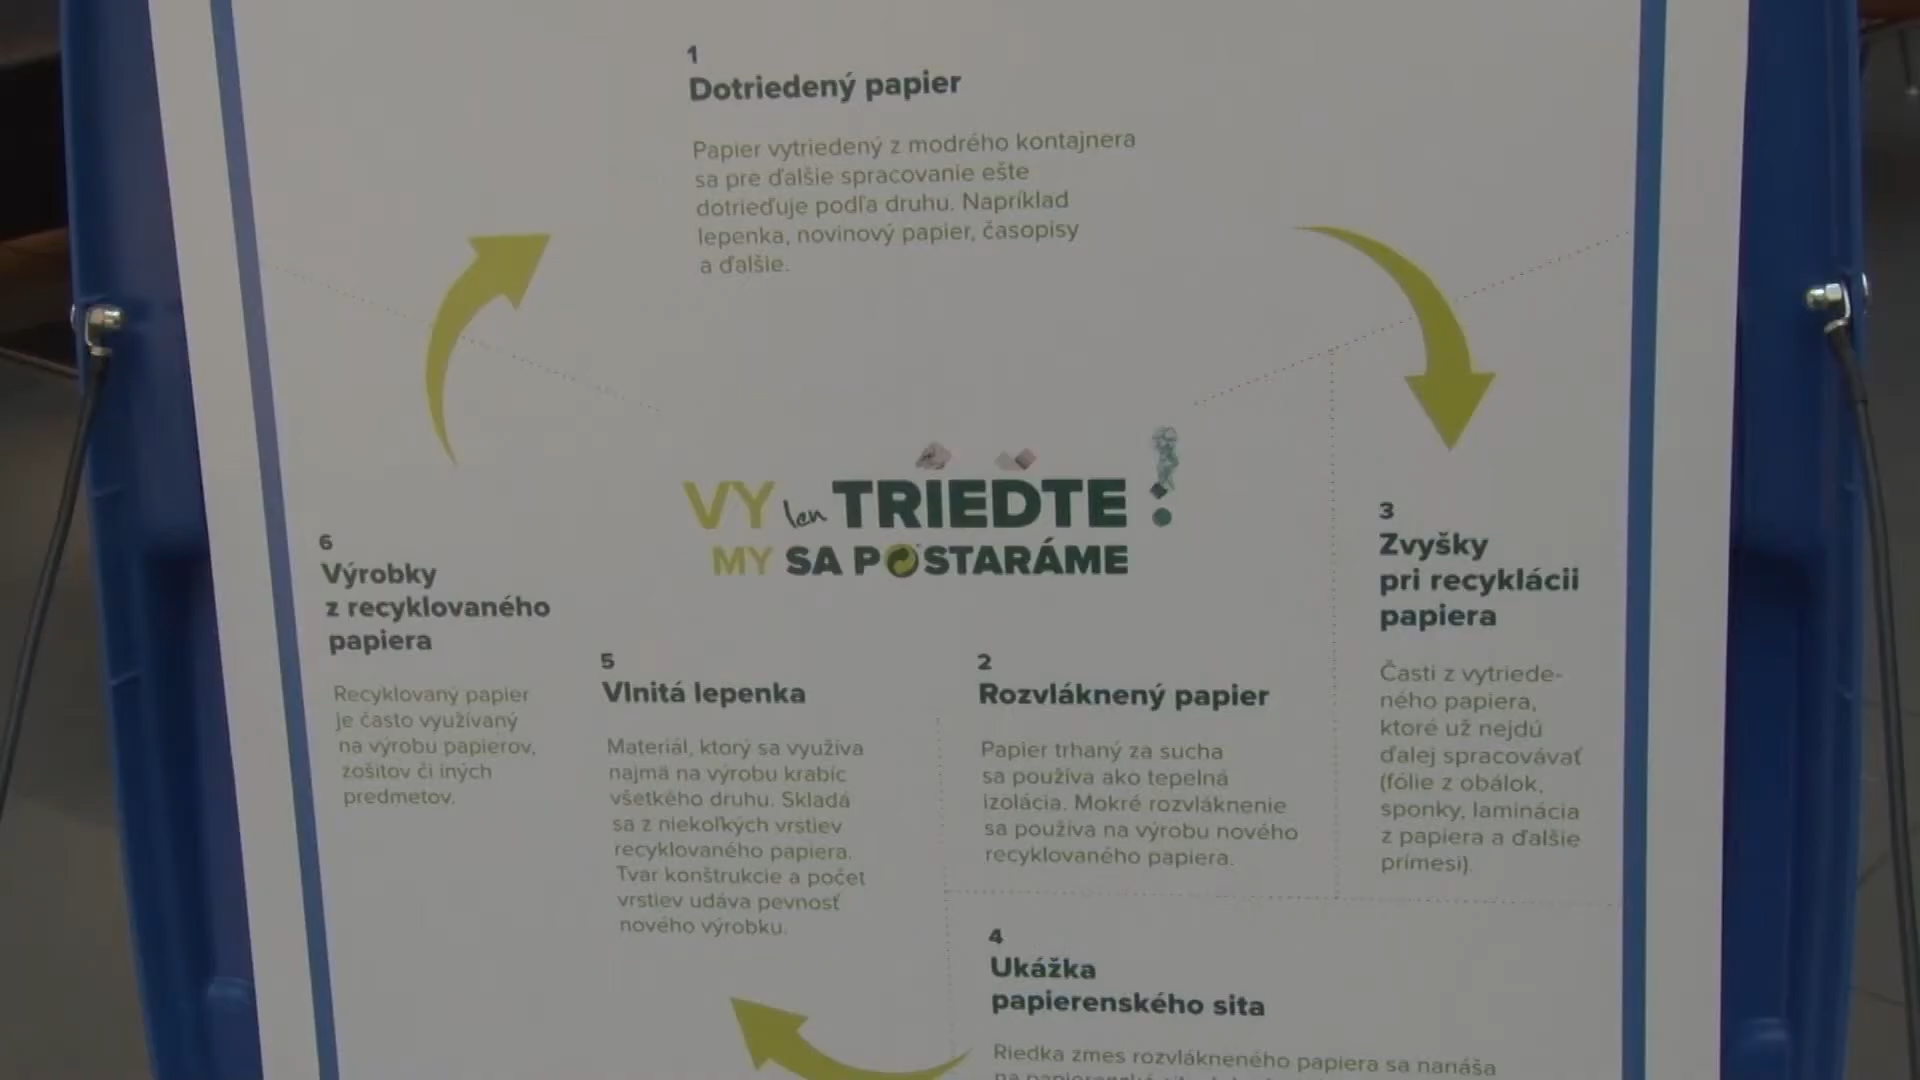 1
Dotriedený papier
Papier vytriedený z modrého kontajnera
sa pre ďalšie spracovanie ešte
dotrieďuje podľa druhu. Napríklad
lepenka, novinový papier, časopisy
a ďalšie.
VY len TRIEĎTE !
MY SA POSTARÁME
6
Výrobky
z recyklovaného
papiera
Recyklovaný papier
je často využívaný
na výrobu papierov,
zošitov či iných
predmetov.
5
Vlnitá lepenka
Materiál, ktorý sa využíva
najmä na výrobu krabíc
všetkého druhu. Skladá
sa z niekoľkých vrstiev
recyklovaného papiera.
Tvar konštrukcie a počet
vrstiev udáva pevnosť
nového výrobku.
2
Rozvláknený papier
Papier trhaný za sucha
sa používa ako tepelná
izolácia. Mokré rozvláknenie
sa používa na výrobu nového
recyklovaného papiera.
3
Zvyšky
pri recyklácii
papiera
Časti z vytriede-
ného papiera,
ktoré už nejdú
ďalej spracovávať
(fólie z obálok,
sponky, laminácia
z papiera a ďalšie
prímesi).
4
Ukážka
papierenského sita
Riedka zmes rozvlákneného papiera sa nanáša